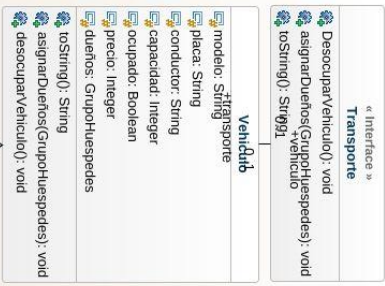 « Interface »
Transporte
DesocuparVehiculo(): void
asignarDueños(GrupoHuespedes): void
toString(): String
+vehiculo
0..1
0..1
+transporte
Vehiculo
modelo: String
placa: String
conductor: String
capacidad: Integer
ocupado: Boolean
precio: Integer
dueños: GrupoHuespedes
toString(): String
asignarDueños(GrupoHuespedes): void
desocuparVehiculo(): void